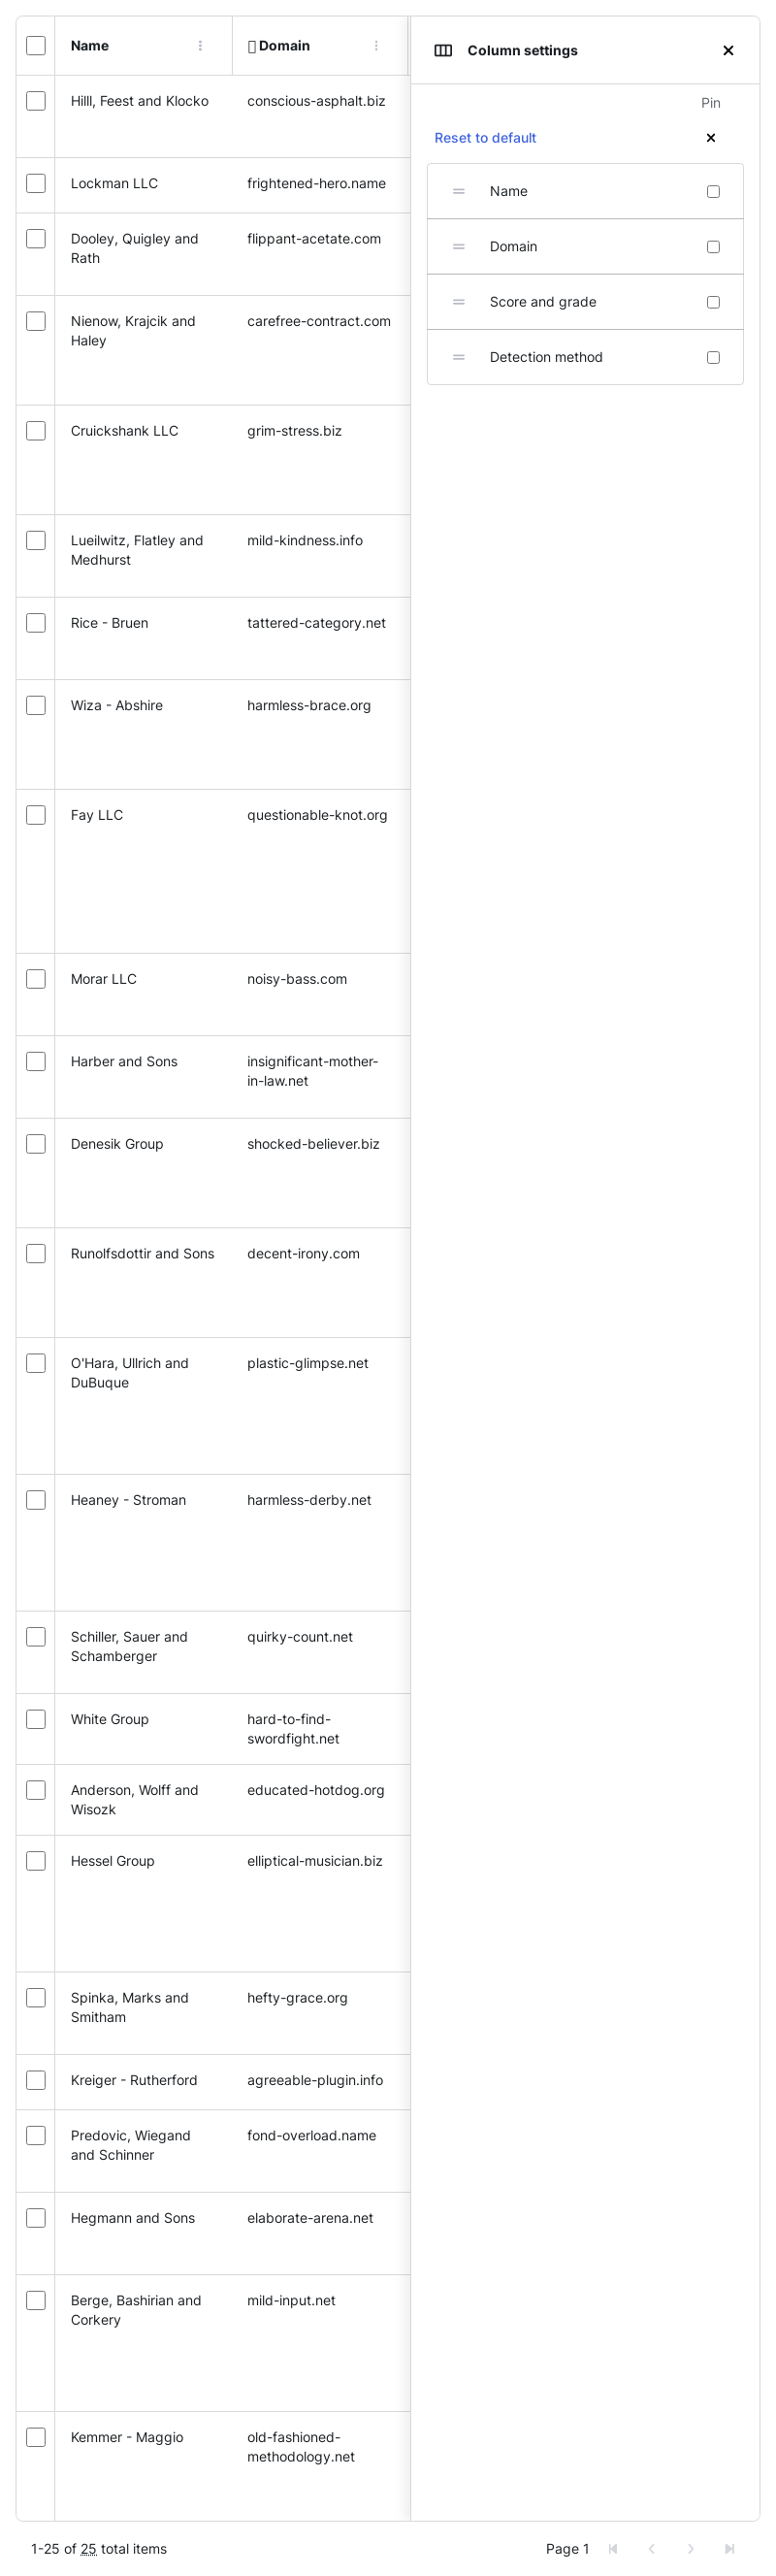 Name
Domain
Column settings
Pin
Reset to default
Name
Domain
Score and grade
Detection method
Hilll, Feest and Klocko
conscious-asphalt.biz
Lockman LLC
frightened-hero.name
Dooley, Quigley and
Rath
flippant-acetate.com
Nienow, Krajcik and
Haley
carefree-contract.com
Cruickshank LLC
grim-stress.biz
Lueilwitz, Flatley and
Medhurst
mild-kindness.info
Rice - Bruen
tattered-category.net
Wiza - Abshire
harmless-brace.org
Fay LLC
questionable-knot.org
Morar LLC
noisy-bass.com
Harber and Sons
insignificant-mother-
in-law.net
Denesik Group
shocked-believer.biz
Runolfsdottir and Sons
decent-irony.com
O'Hara, Ullrich and
DuBuque
plastic-glimpse.net
Heaney - Stroman
harmless-derby.net
Schiller, Sauer and
Schamberger
quirky-count.net
White Group
hard-to-find-
swordfight.net
Anderson, Wolff and
Wisozk
educated-hotdog.org
Hessel Group
elliptical-musician.biz
Spinka, Marks and
Smitham
hefty-grace.org
Kreiger - Rutherford
agreeable-plugin.info
Predovic, Wiegand
and Schinner
fond-overload.name
Hegmann and Sons
elaborate-arena.net
Berge, Bashirian and
Corkery
mild-input.net
Kemmer - Maggio
old-fashioned-
methodology.net
1-25 of 25 total items
Page 1